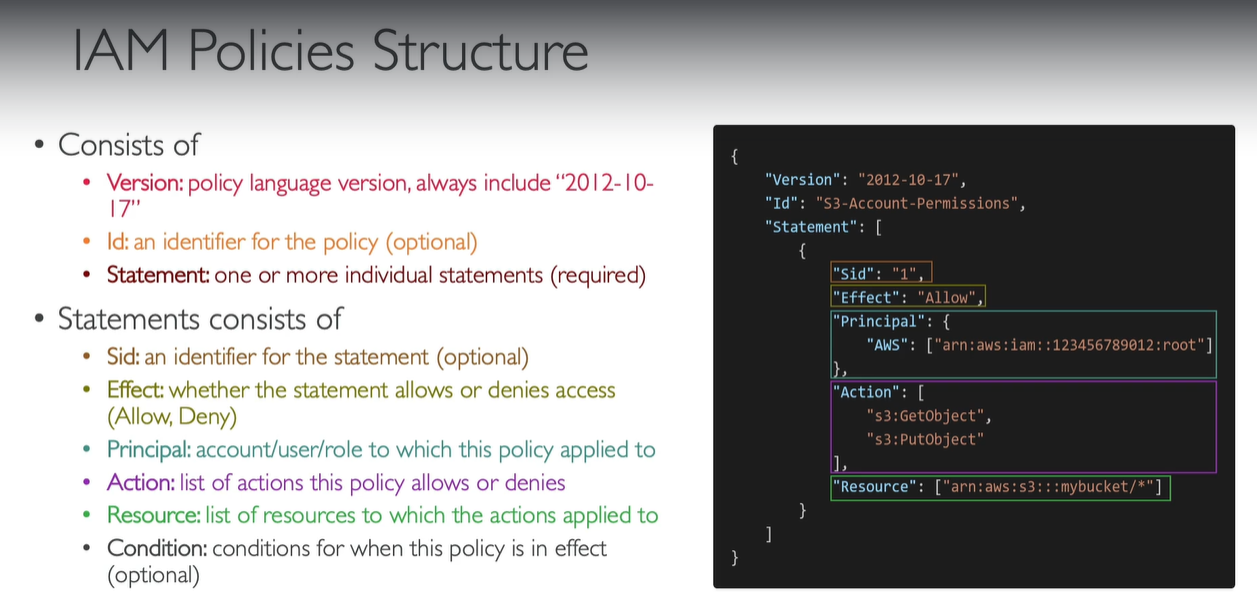 IAM Policies Structure
• Consists of
• Version: policy language version, always include “2012-10-
17”
• Id: an identifier for the policy (optional)
• Statement: one or more individual statements (required)
• Statements consists of
• Sid: an identifier for the statement (optional)
• Effect: whether the statement allows or denies access
(Allow, Deny)
• Principal: account/user/role to which this policy applied to
• Action: list of actions this policy allows or denies
• Resource: list of resources to which the actions applied to
• Condition: conditions for when this policy is in effect
(optional)
{
"Version": "2012-10-17",
"Id": "S3-Account-Permissions",
"Statement": [
{
"Sid": "1",
"Effect": "Allow",
"Principal": {
"AWS": ["arn:aws:iam::123456789012:root"]
},
"Action": [
"s3:GetObject",
"s3:PutObject"
],
"Resource": ["arn:aws:s3:::mybucket/*"]
}
]
}